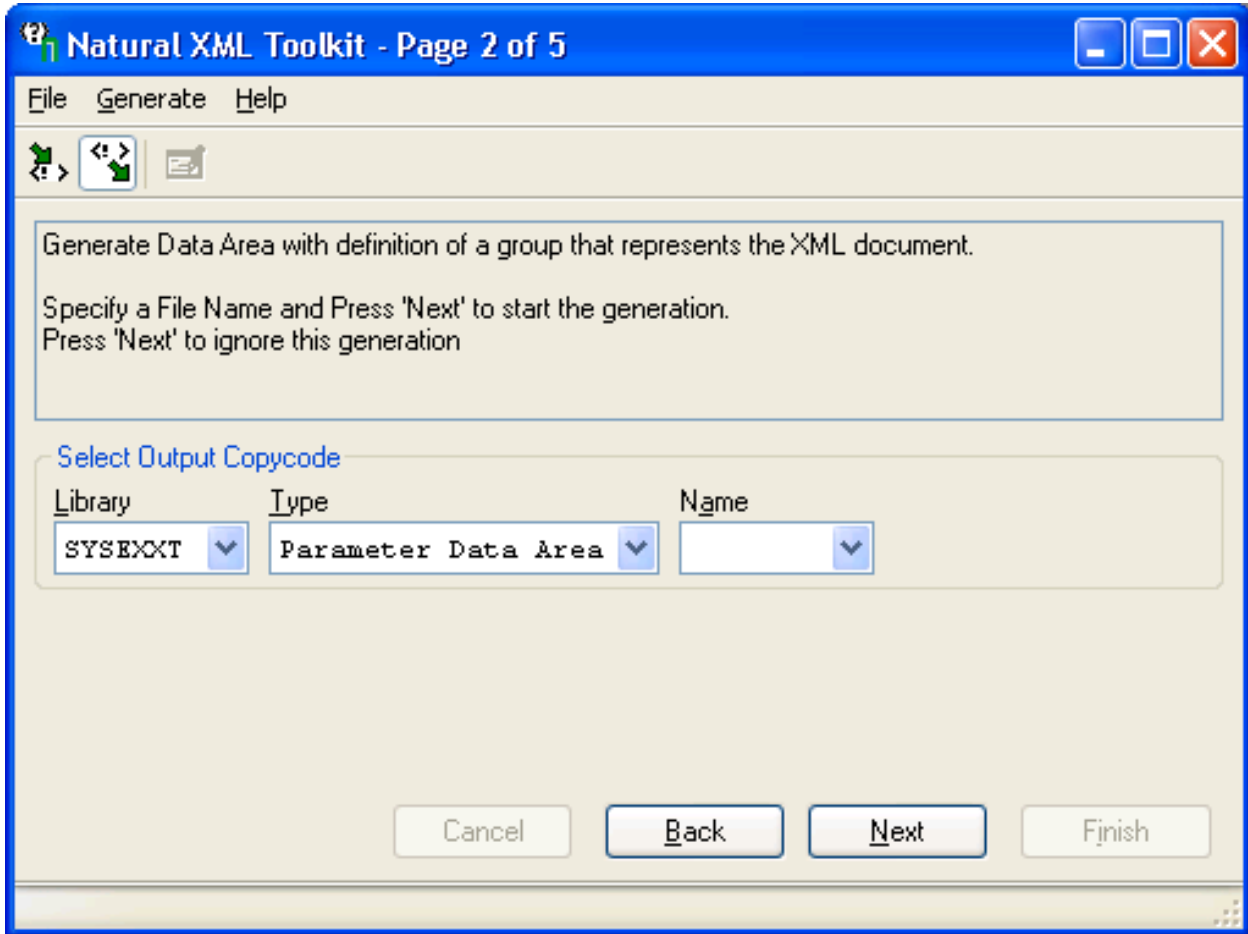 Natural XML Toolkit - Page 2 of 5
File Generate Help
Generate Data Area with definition of a group that represents the XML document.
Specify a File Name and Press 'Next' to start the generation.
Press 'Next' to ignore this generation
Select Output Copycode
Library Type Name
SYSEXXT Parameter Data Area
Cancel Back Next Finish